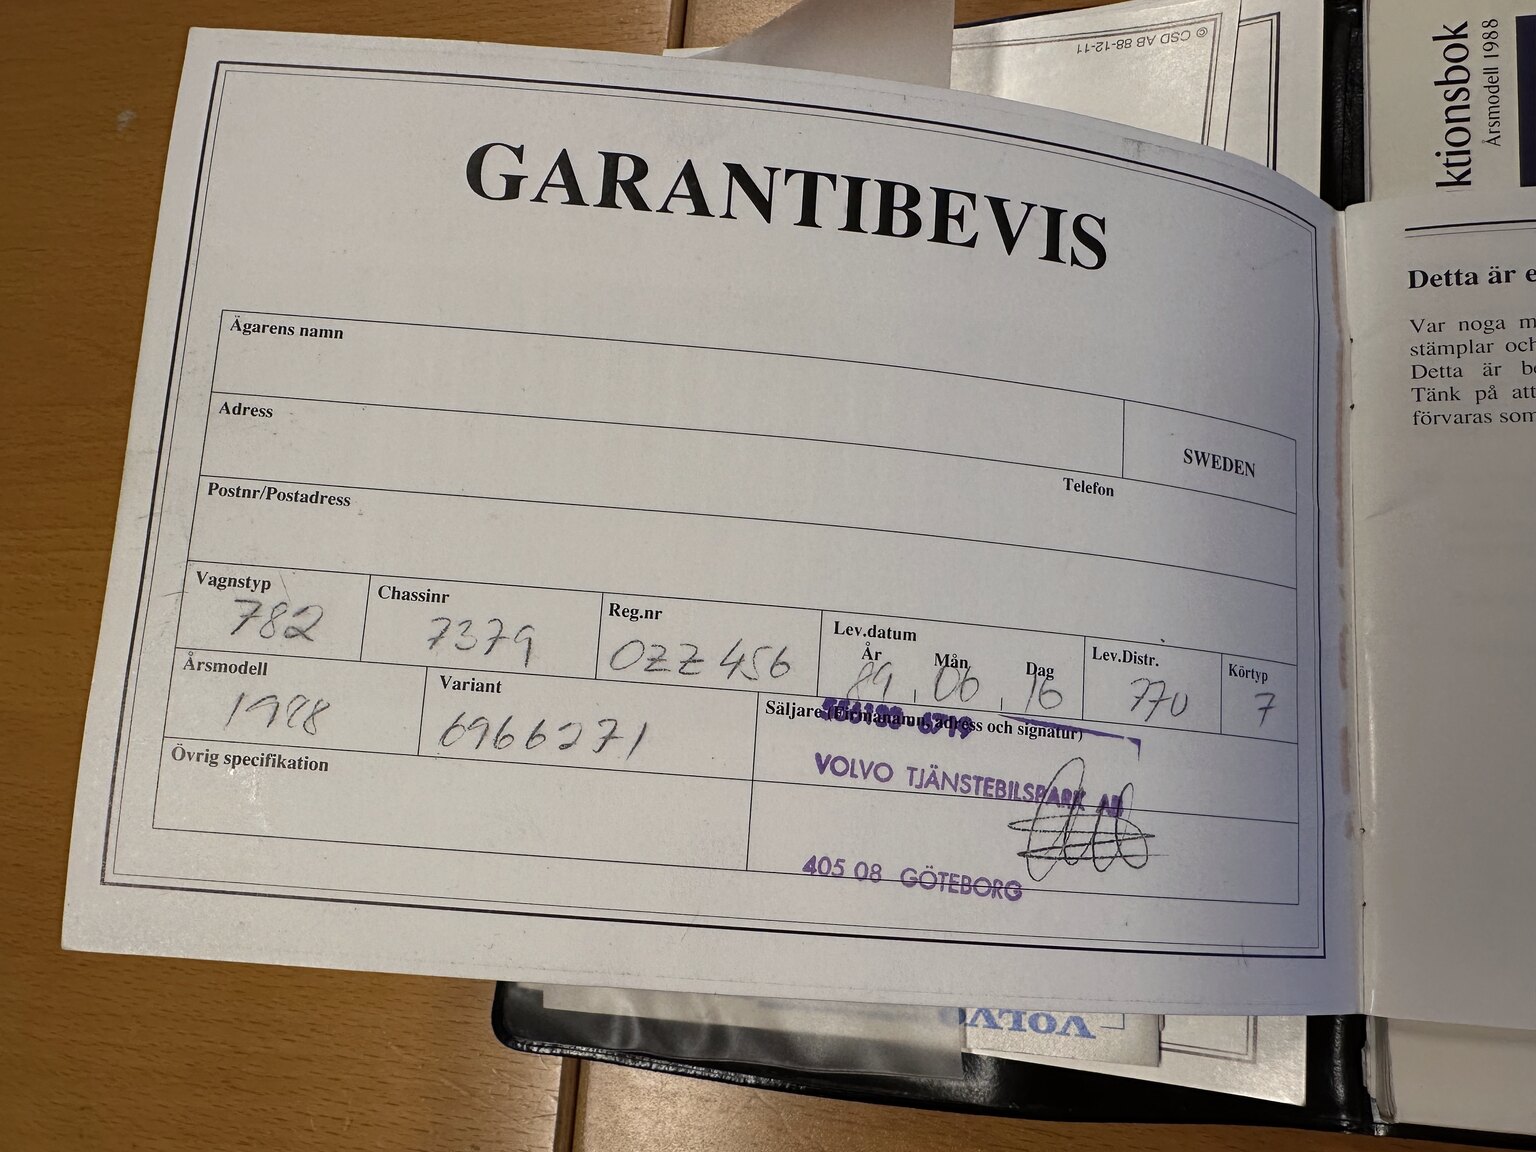 © CSD AB 88-12-11
ktionsbok
Årsmodell 1988
GARANTIBEVIS
Ägarens namn
Adress
SWEDEN
Telefon
Postnr/Postadress
Vagnstyp
782
Chassinr
7379
Reg.nr
OZZ 456
Lev.datum
År Mån Dag
89 . 06 . 16
Lev.Distr.
770
Körtyp
7
Årsmodell
1988
Variant
6966271
Säljare (Firmanamn, adress och signatur)
VOLVO TJÄNSTEBILSPARK AB
405 08 GÖTEBORG
Övrig specifikation
Detta är e
Var noga m
stämplar och
Detta är be
Tänk på att
förvaras som
VOLVO